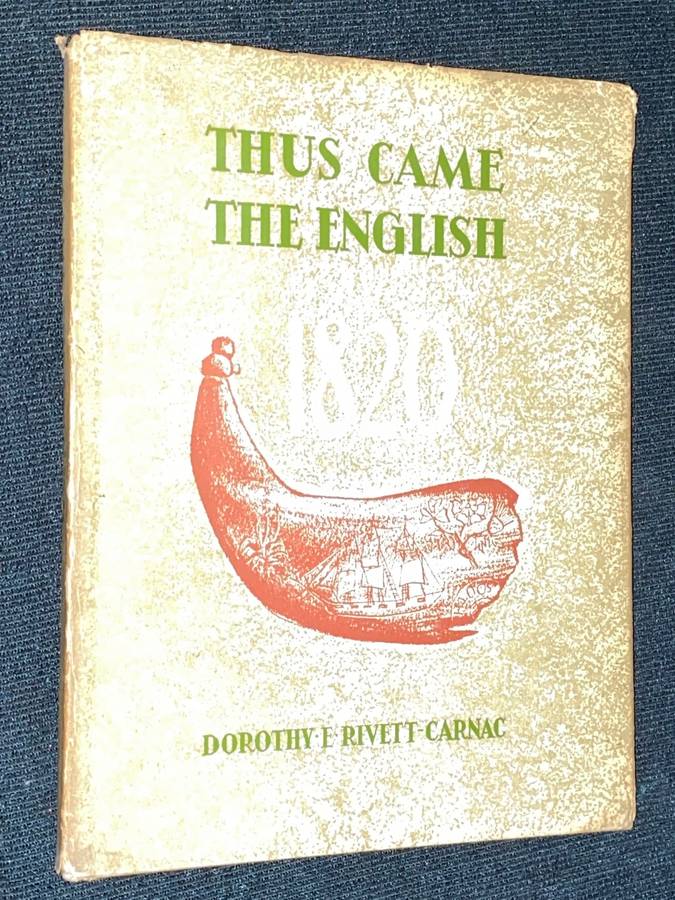 THUS CAME
THE ENGLISH
1820
DOROTHY·E RIVETT-CARNAC